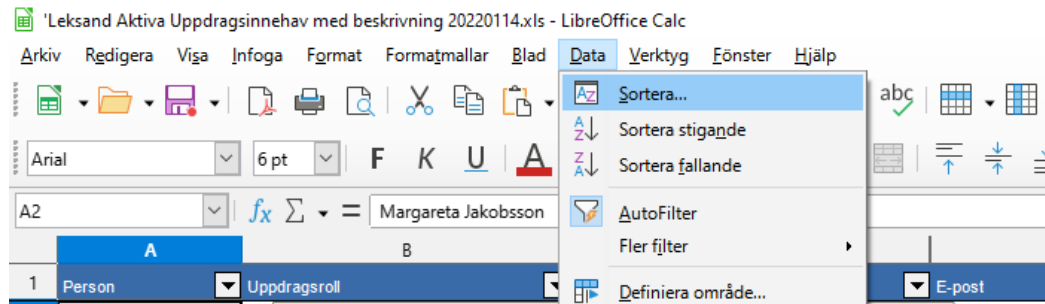 'Leksand Aktiva Uppdragsinnehav med beskrivning 20220114.xls - LibreOffice Calc
Arkiv Redigera Visa Infoga Format Formatmallar Blad Data Verktyg Fönster Hjälp
Sortera...
abc
Sortera stigande
Arial 6 pt F K U A
Sortera fallande
A2 fx Σ = Margareta Jakobsson
AutoFilter
Fler filter
A B
1 Person Uppdragsroll E-post
Definiera område...